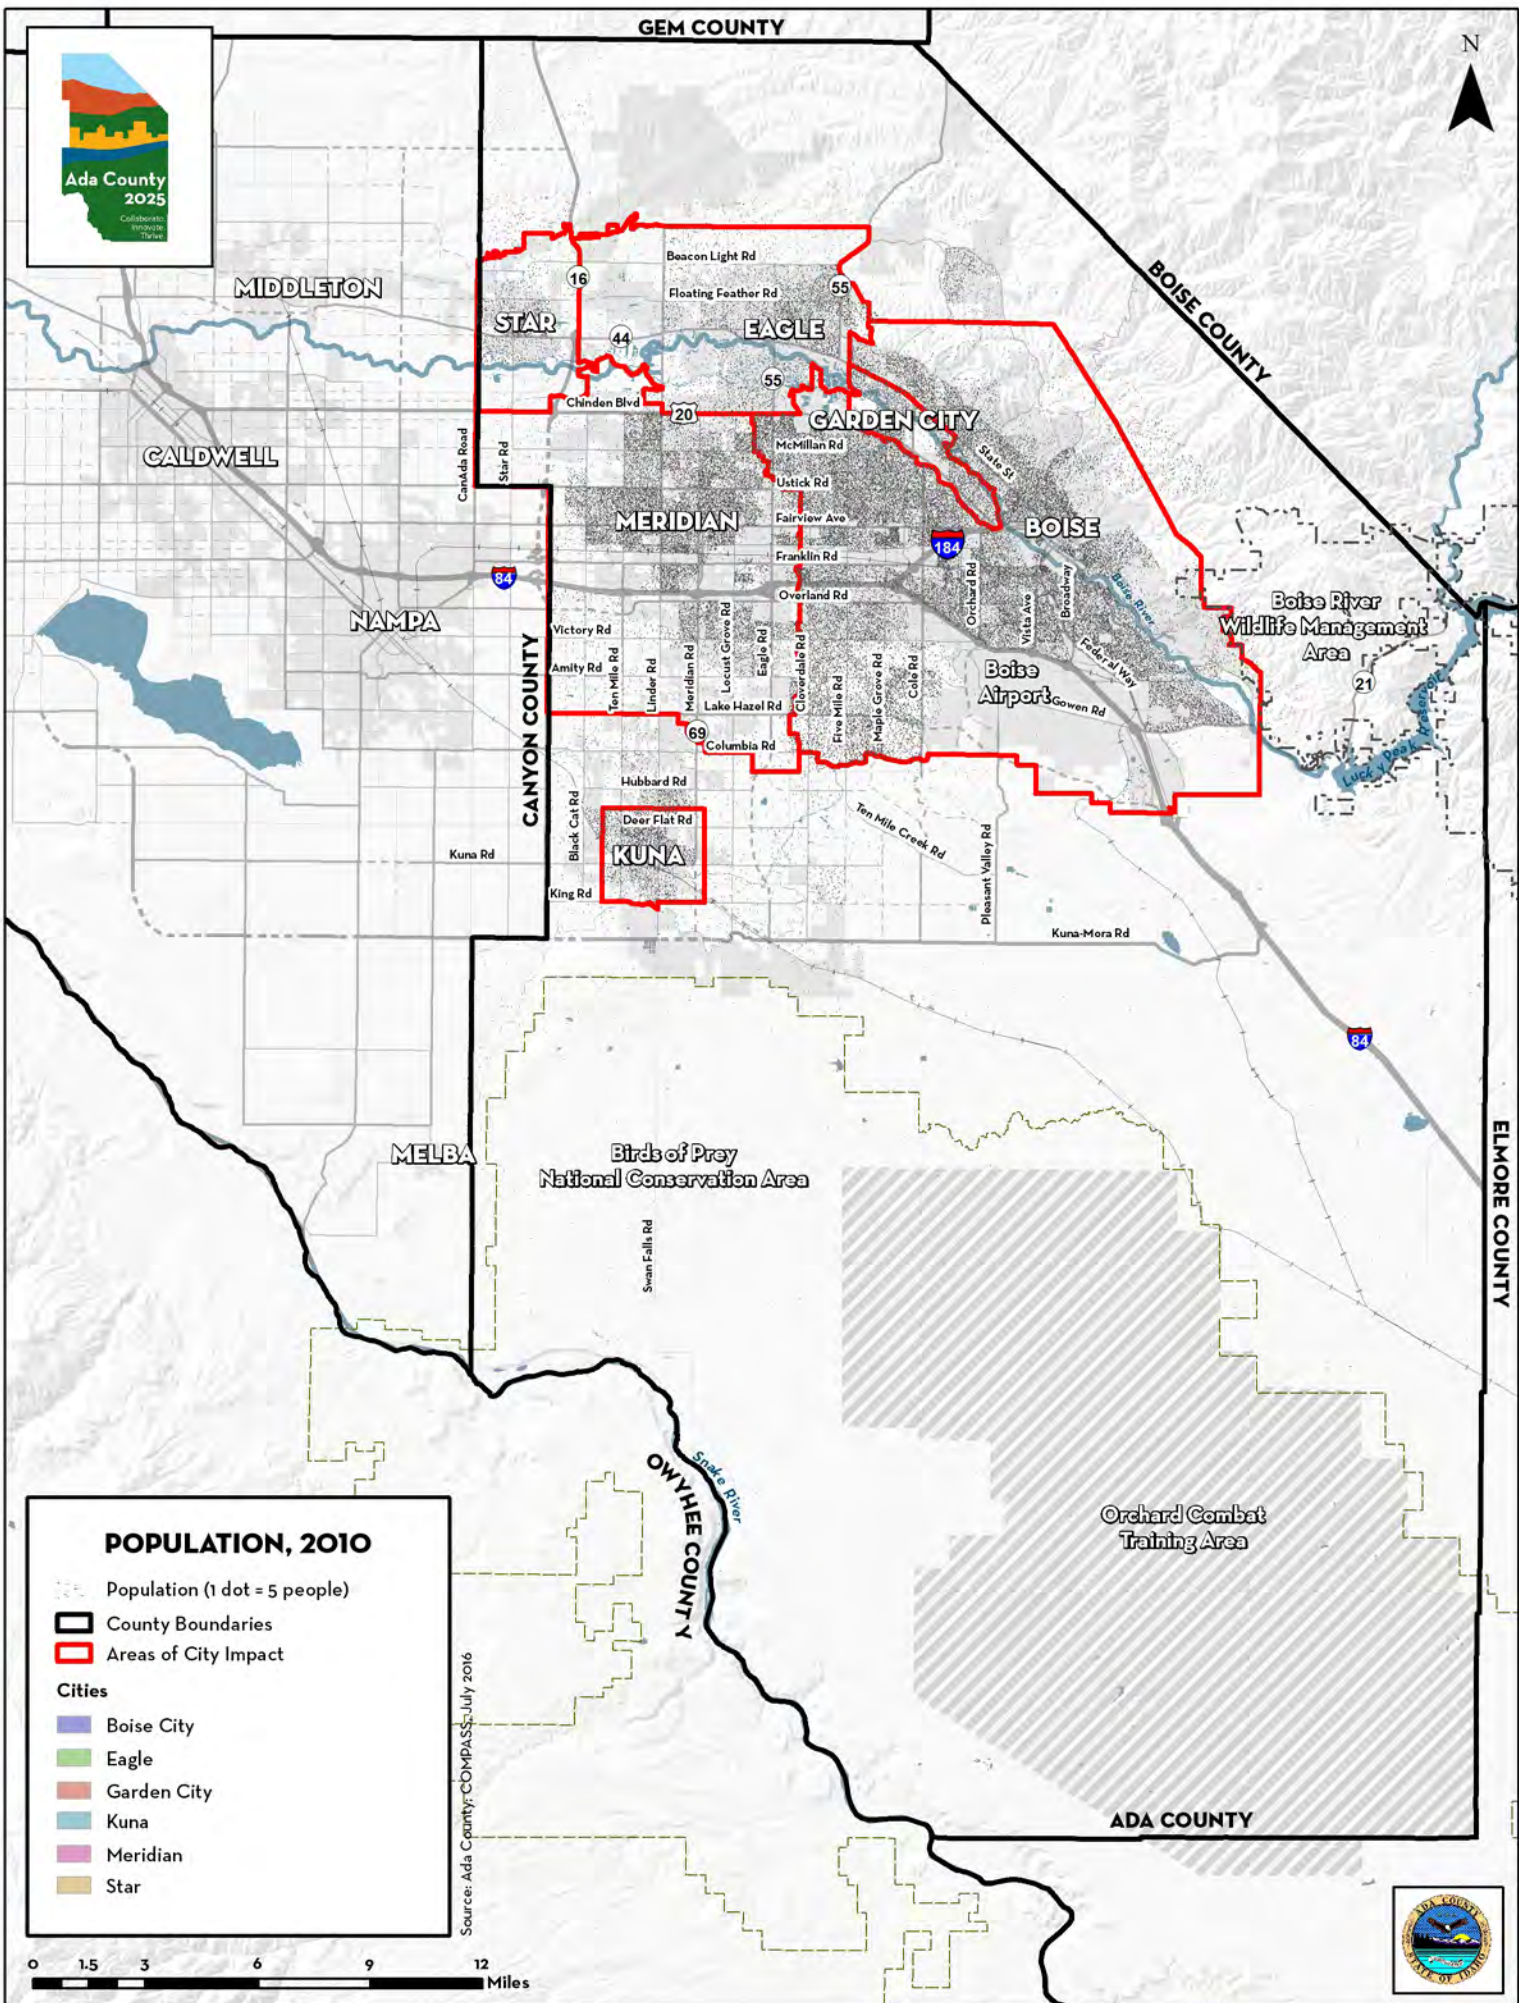 GEM COUNTY
N
Ada County
2025
Collaborate.
Innovate.
Thrive.
BOISE COUNTY
Beacon Light Rd
16
MIDDLETON
Floating Feather Rd
55
STAR
44
EAGLE
55
Chinden Blvd
20
GARDEN CITY
CanAda Road
Star Rd
McMillan Rd
State St
CALDWELL
Ustick Rd
MERIDIAN
Fairview Ave
BOISE
184
Franklin Rd
84
Overland Rd
Orchard Rd
Vista Ave
Broadway
Boise River
Boise River
Wildlife Management
Area
NAMPA
Victory Rd
Amity Rd
Ten Mile Rd
Linder Rd
Meridian Rd
Locust Grove Rd
Eagle Rd
Cloverdale Rd
Five Mile Rd
Maple Grove Rd
Cole Rd
Federal Way
Boise
Airport
Gowen Rd
21
Lake Hazel Rd
69
Columbia Rd
Lucky Peak Reservoir
CANYON COUNTY
Hubbard Rd
Black Cat Rd
Deer Flat Rd
Ten Mile Creek Rd
Pleasant Valley Rd
Kuna Rd
KUNA
King Rd
Kuna-Mora Rd
84
ELMORE COUNTY
MELBA
Birds of Prey
National Conservation Area
Swan Falls Rd
Snake River
OWYHEE COUNTY
Orchard Combat
Training Area
ADA COUNTY
POPULATION, 2010
Population (1 dot = 5 people)
County Boundaries
Areas of City Impact
Cities
Boise City
Eagle
Garden City
Kuna
Meridian
Star
Source: Ada County; COMPASS, July 2016
0 1.5 3 6 9 12
Miles
ADA COUNTY
STATE OF IDAHO